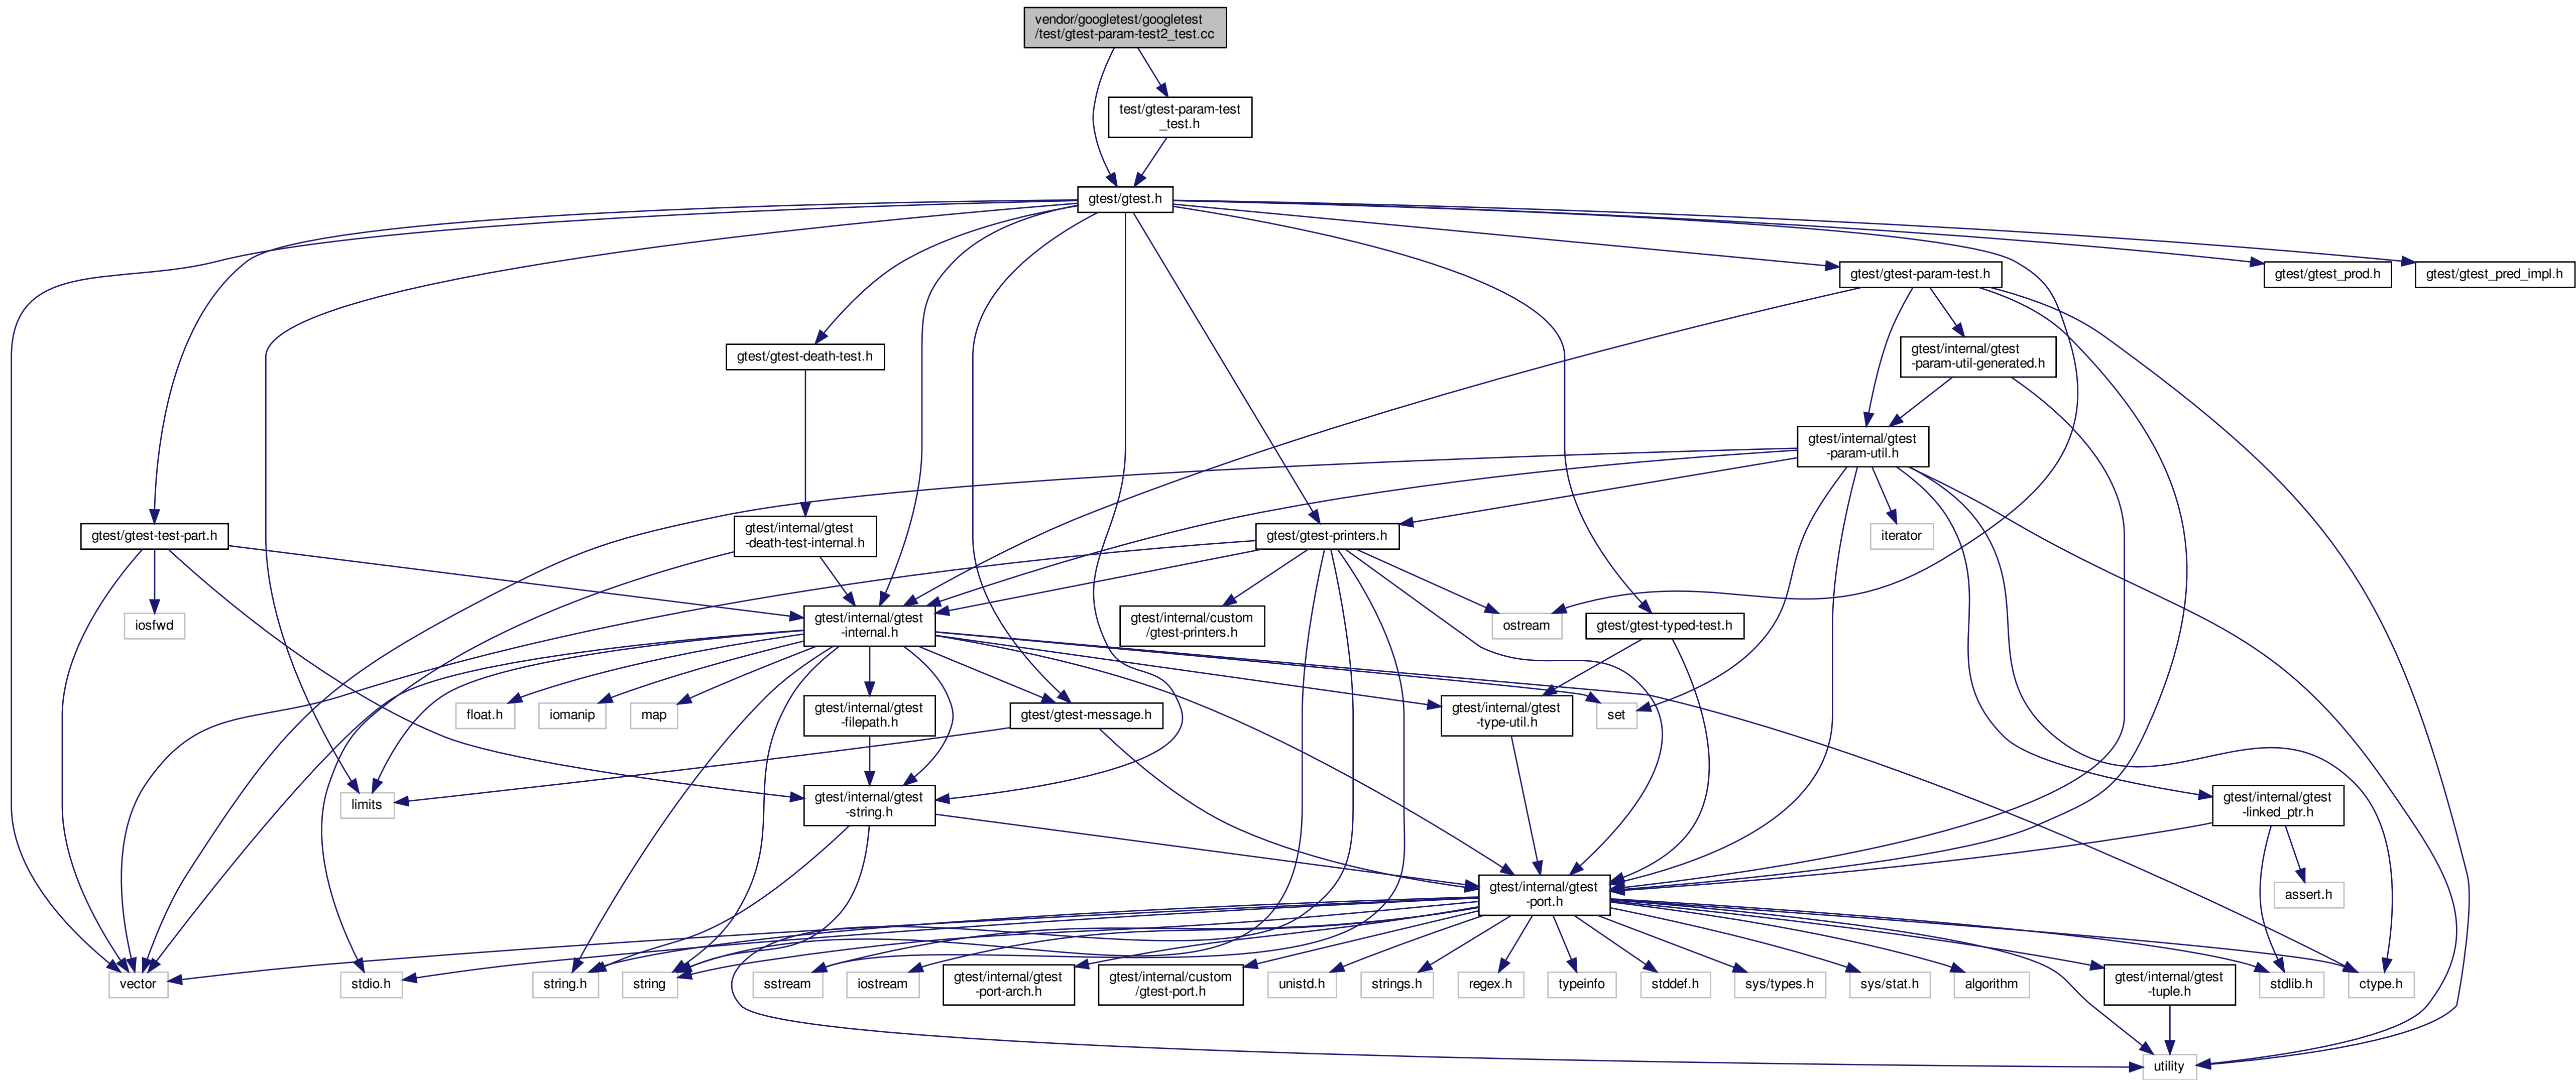 vendor/googletest/googletest
/test/gtest-param-test2_test.cc
test/gtest-param-test
_test.h
gtest/gtest.h
gtest/gtest-param-test.h
gtest/gtest_prod.h
gtest/gtest_pred_impl.h
gtest/gtest-death-test.h
gtest/internal/gtest
-param-util-generated.h
gtest/internal/gtest
-param-util.h
gtest/gtest-test-part.h
gtest/internal/gtest
-death-test-internal.h
gtest/gtest-printers.h
iterator
iosfwd
gtest/internal/gtest
-internal.h
gtest/internal/custom
/gtest-printers.h
ostream
gtest/gtest-typed-test.h
float.h
iomanip
map
gtest/internal/gtest
-filepath.h
gtest/gtest-message.h
gtest/internal/gtest
-type-util.h
set
limits
gtest/internal/gtest
-string.h
gtest/internal/gtest
-linked_ptr.h
gtest/internal/gtest
-port.h
assert.h
vector
stdio.h
string.h
string
sstream
iostream
gtest/internal/gtest
-port-arch.h
gtest/internal/custom
/gtest-port.h
unistd.h
strings.h
regex.h
typeinfo
stddef.h
sys/types.h
sys/stat.h
algorithm
gtest/internal/gtest
-tuple.h
stdlib.h
ctype.h
utility